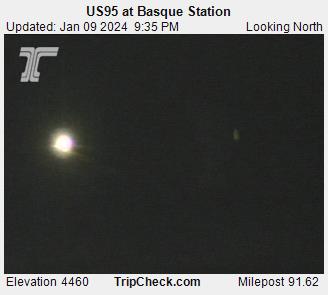 US95 at Basque Station
Updated: Jan 09 2024 9:35 PM Looking North
Elevation 4460 TripCheck.com Milepost 91.62